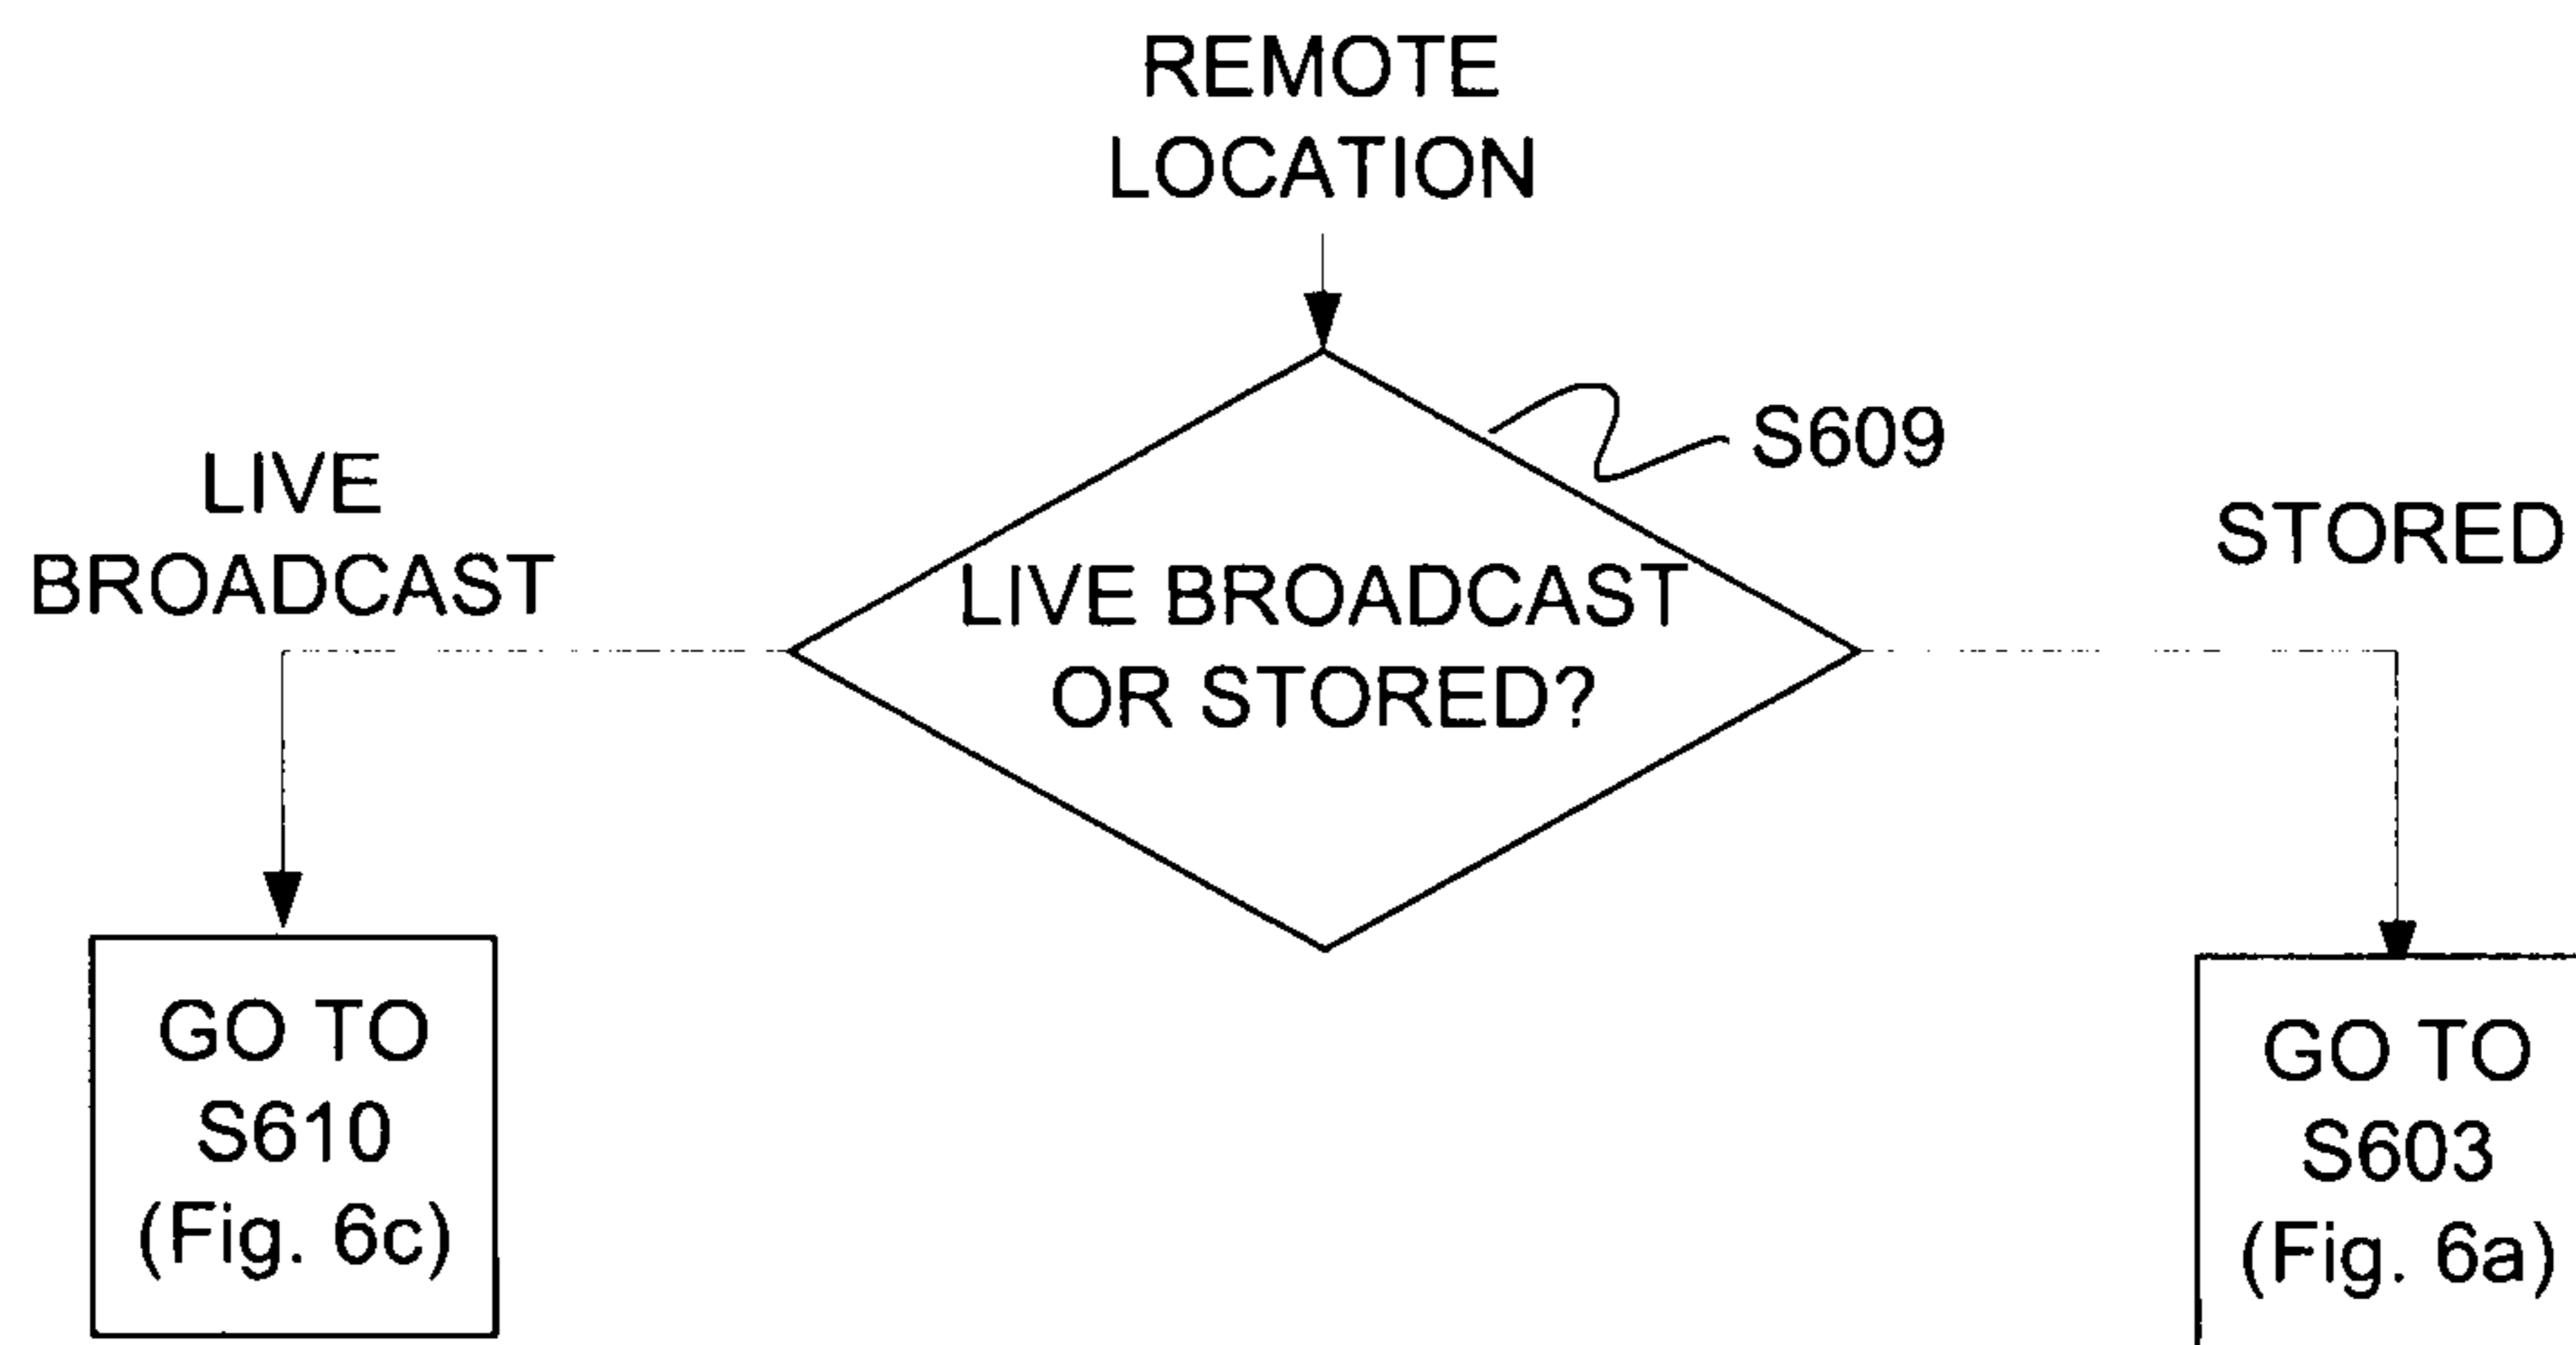 REMOTE
LOCATION
S609
LIVE
BROADCAST
STORED
LIVE BROADCAST
OR STORED?
GO TO
S610
(Fig. 6c)
GO TO
S603
(Fig. 6a)